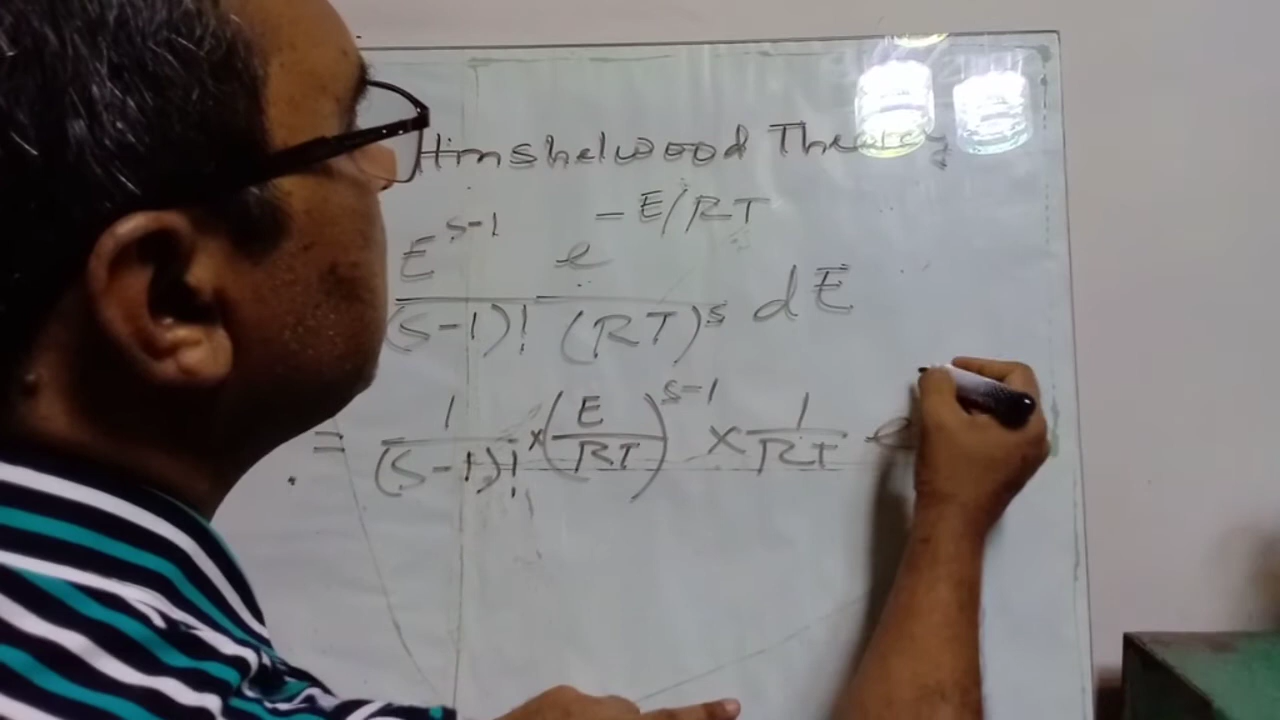 Hinshelwood Theory
E^{s-1} e^{-E/RT}
(s-1)! (RT)^s dE
= 1/(s-1)! × (E/RT)^{s-1} × 1/RT e